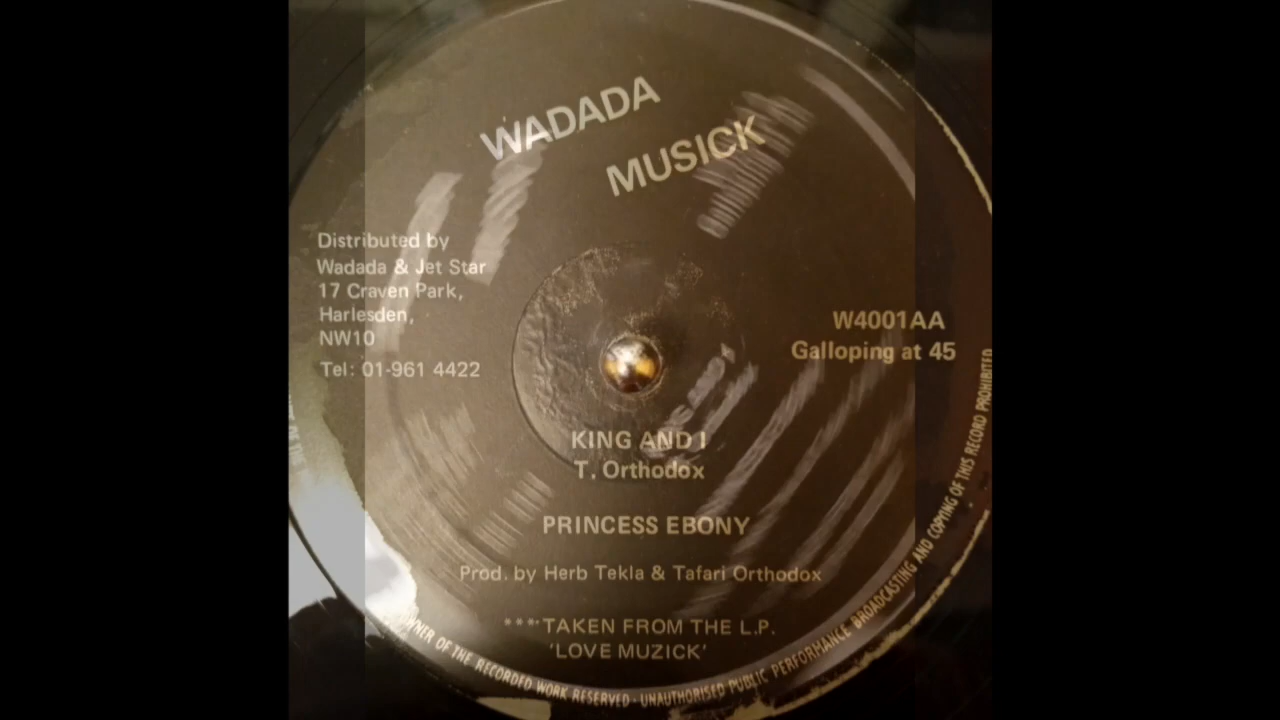 WADADA
MUSICK
Distributed by
Wadada & Jet Star
17 Craven Park,
Harlesden,
NW10
Tel: 01-961 4422
W4001AA
Galloping at 45
KING AND I
T. Orthodox
PRINCESS EBONY
Prod. by Herb Tekla & Tafari Orthodox
***TAKEN FROM THE L.P.
'LOVE MUZICK'
OF THE RECORDED WORK RESERVED · UNAUTHORISED PUBLIC PERFORMANCE BROADCASTING AND COPYING OF THIS RECORD PROHIBITED